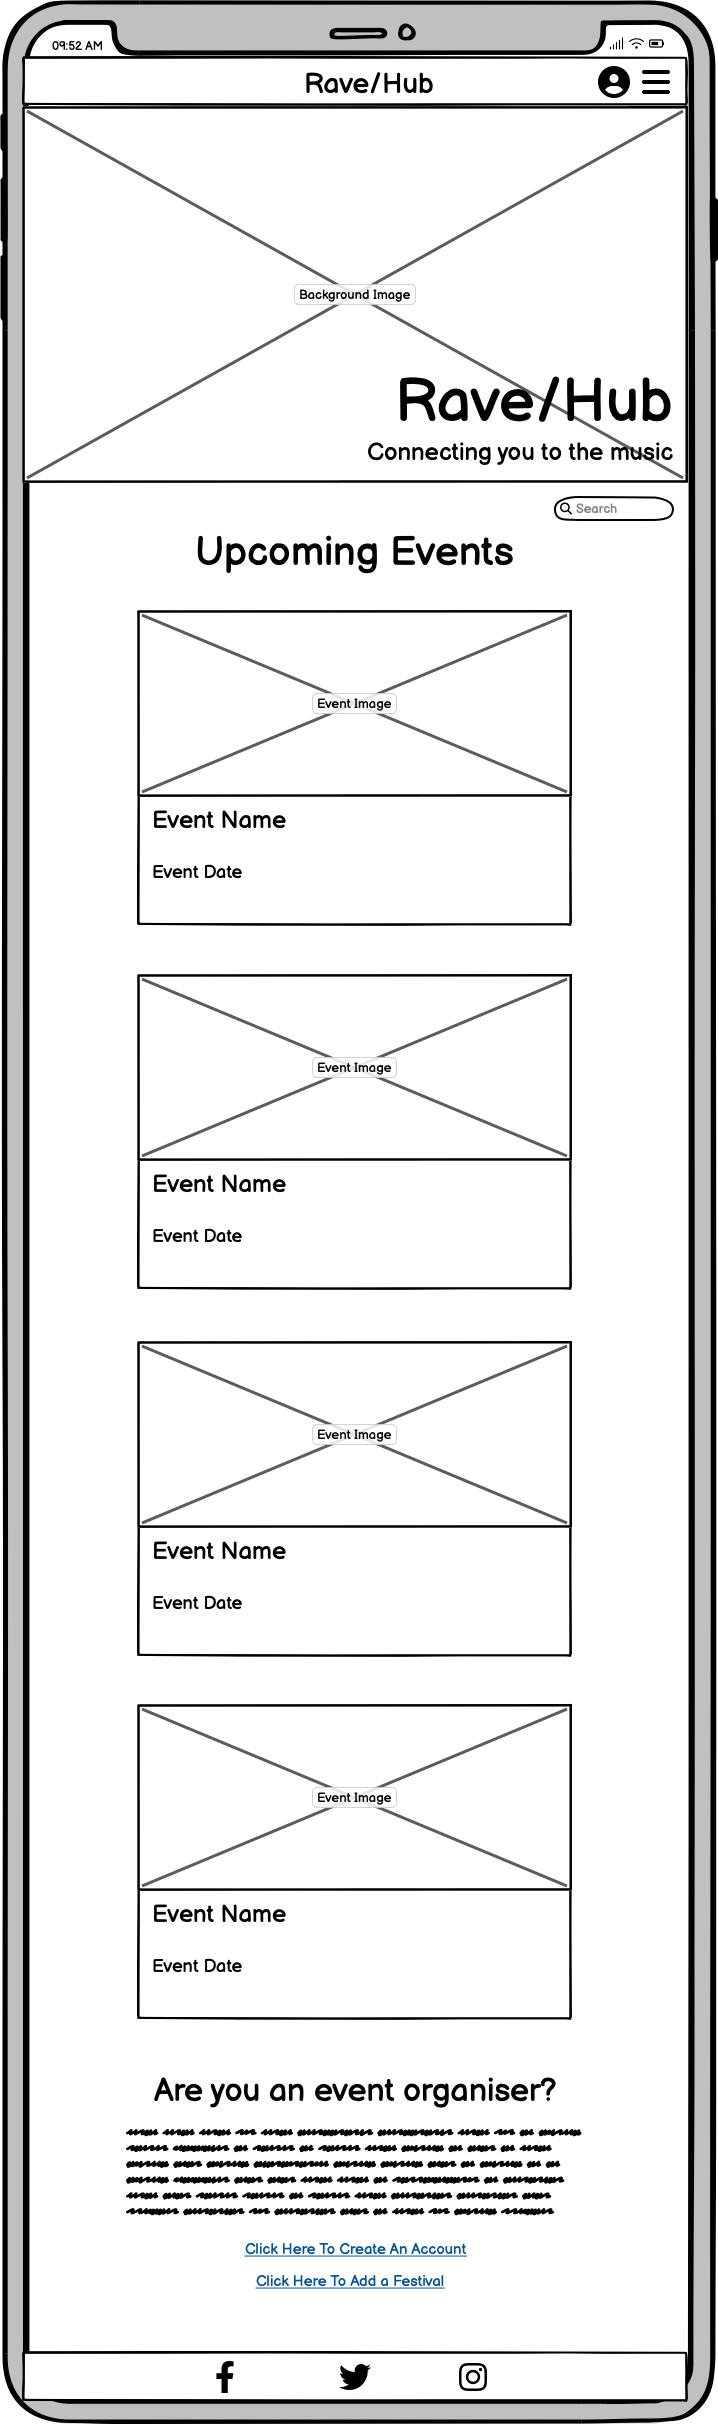 09:52 AM
Rave/Hub
Background Image
Rave/Hub
Connecting you to the music
Search
Upcoming Events
Event Image
Event Name
Event Date
Event Image
Event Name
Event Date
Event Image
Event Name
Event Date
Event Image
Event Name
Event Date
Are you an event organiser?
Click Here To Create An Account
Click Here To Add a Festival